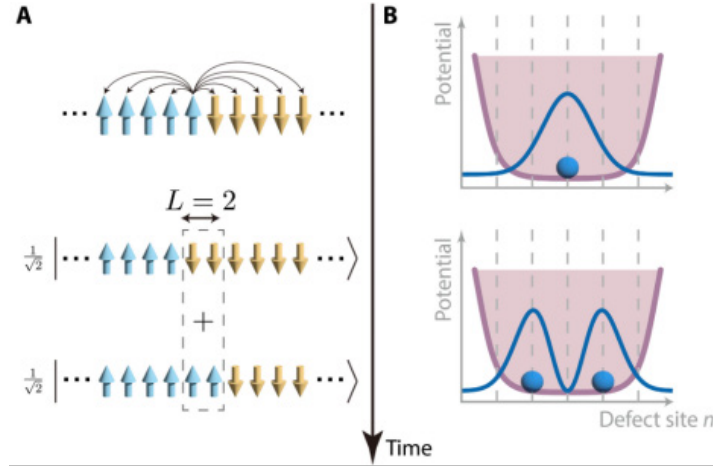 A
... ...
L = 2
1/√2 |... ...⟩
+
1/√2 |... ...⟩
Time
B
Potential
Potential
Defect site n